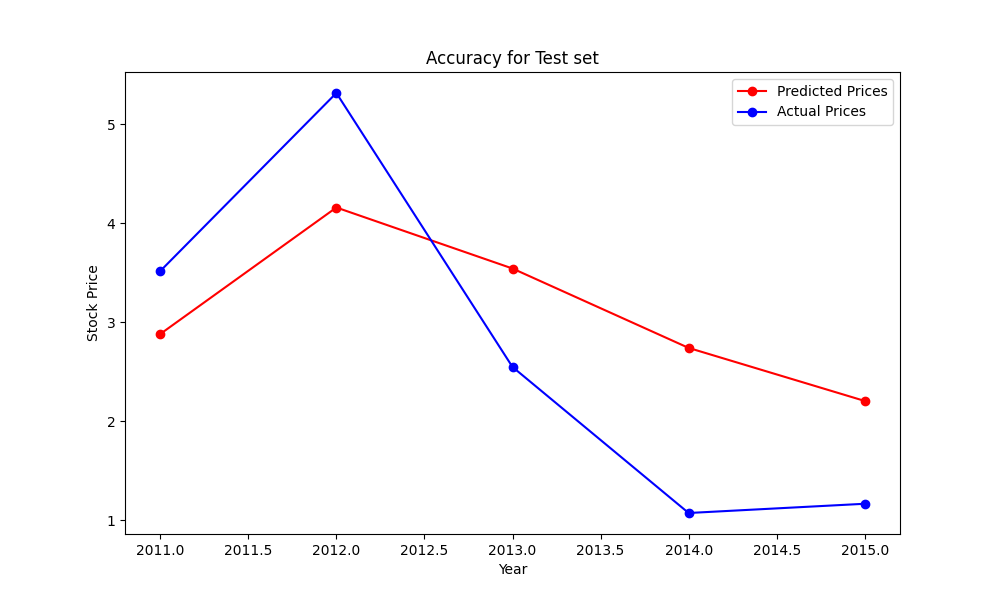 Accuracy for Test set
Predicted Prices
Actual Prices
5
4
3
2
1
Stock Price
2011.0 2011.5 2012.0 2012.5 2013.0 2013.5 2014.0 2014.5 2015.0
Year